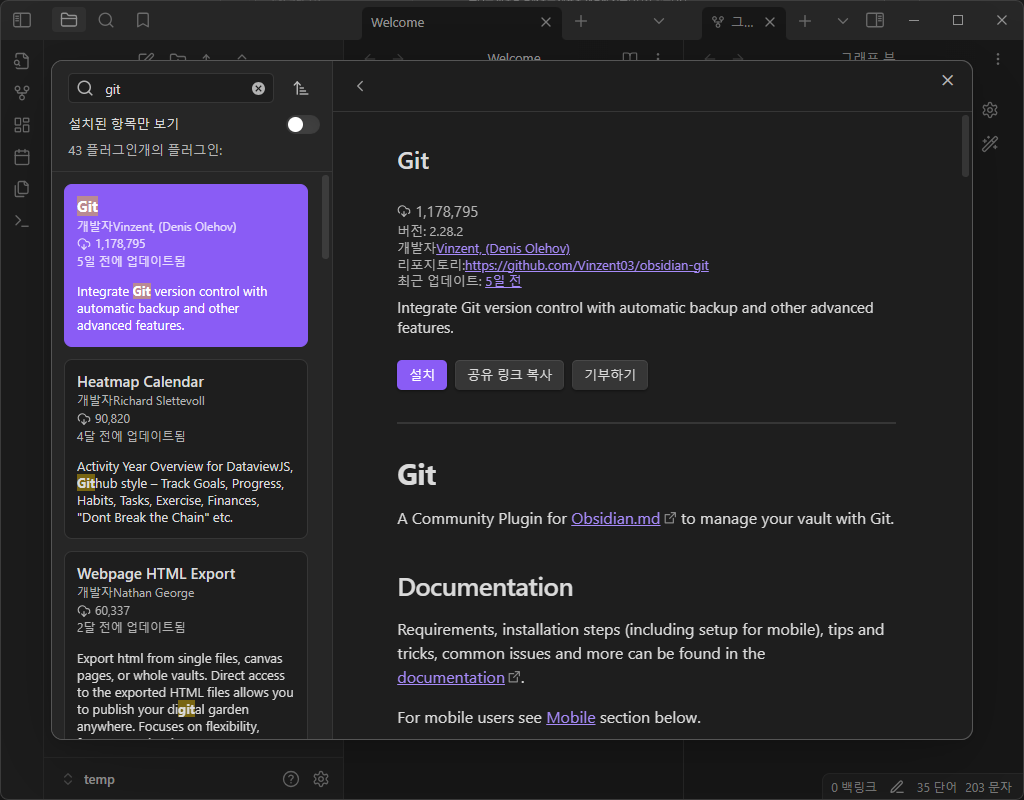 Welcome
그...
Welcome
그래프 뷰
git
설치된 항목만 보기
43 플러그인개의 플러그인:
Git
개발자Vinzent, (Denis Olehov)
1,178,795
5일 전에 업데이트됨
Integrate Git version control with
automatic backup and other
advanced features.
Heatmap Calendar
개발자Richard Slettevoll
90,820
4달 전에 업데이트됨
Activity Year Overview for DataviewJS,
Github style – Track Goals, Progress,
Habits, Tasks, Exercise, Finances,
"Dont Break the Chain" etc.
Webpage HTML Export
개발자Nathan George
60,337
2달 전에 업데이트됨
Export html from single files, canvas
pages, or whole vaults. Direct access
to the exported HTML files allows you
to publish your digital garden
anywhere. Focuses on flexibility,
Git
1,178,795
버전: 2.28.2
개발자Vinzent, (Denis Olehov)
리포지토리:https://github.com/Vinzent03/obsidian-git
최근 업데이트: 5일 전
Integrate Git version control with automatic backup and other advanced
features.
설치
공유 링크 복사
기부하기
Git
A Community Plugin for Obsidian.md to manage your vault with Git.
Documentation
Requirements, installation steps (including setup for mobile), tips and
tricks, common issues and more can be found in the
documentation.
For mobile users see Mobile section below.
temp
0 백링크
35 단어
203 문자